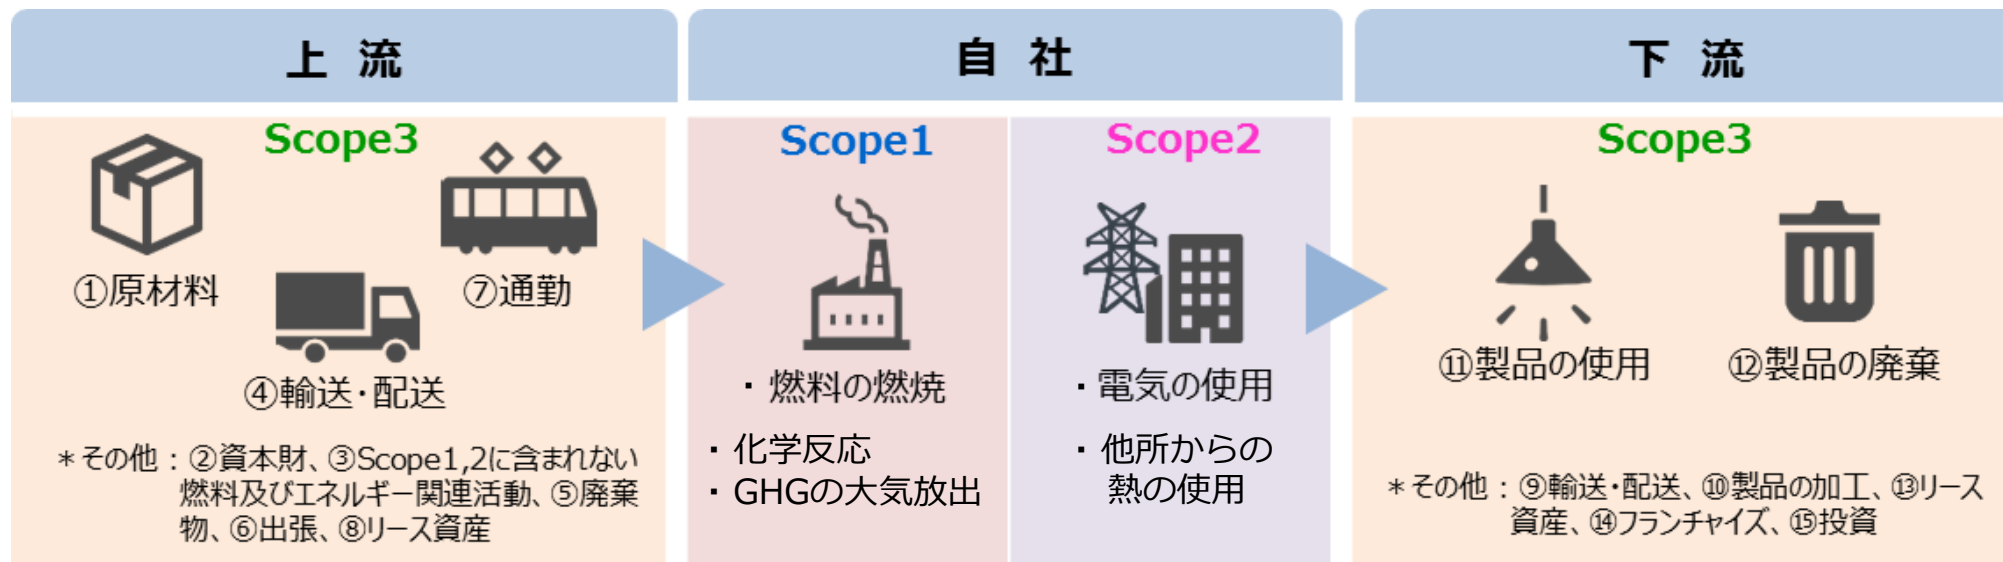 上 流
Scope3
①原材料
⑦通勤
④輸送・配送
＊その他：②資本財、③Scope1,2に含まれない
燃料及びエネルギー関連活動、⑤廃棄
物、⑥出張、⑧リース資産
自 社
Scope1
・燃料の燃焼
・化学反応
・GHGの大気放出
Scope2
・電気の使用
・他所からの
熱の使用
下 流
Scope3
⑪製品の使用
⑫製品の廃棄
＊その他：⑨輸送・配送、⑩製品の加工、⑬リース
資産、⑭フランチャイズ、⑮投資